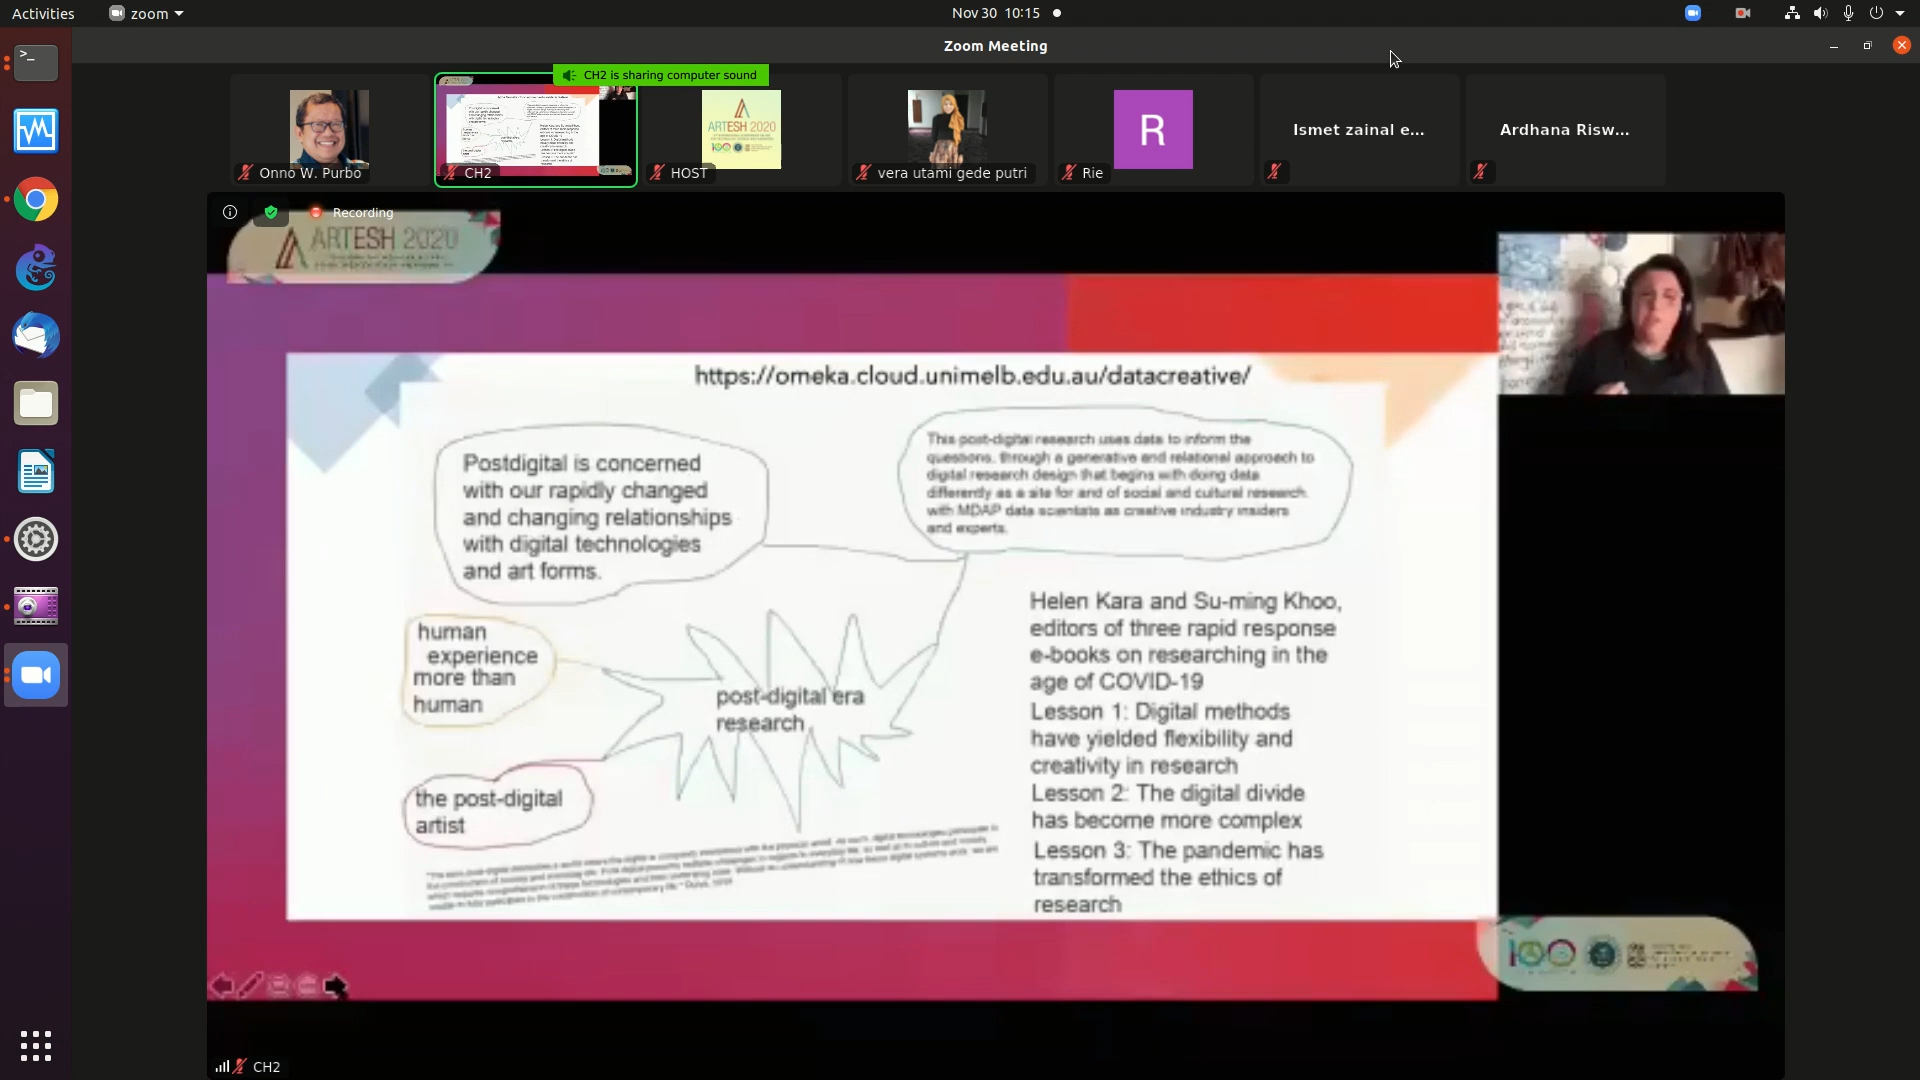 Activities
zoom
Nov 30 10:15
Zoom Meeting
CH2 is sharing computer sound
Onno W. Purbo
CH2
ARTESH 2020
HOST
vera utami gede putri
R
Rie
Ismet zainal e...
Ardhana Risw...
Recording
ARTESH 2020
https://omeka.cloud.unimelb.edu.au/datacreative/
Postdigital is concerned
with our rapidly changed
and changing relationships
with digital technologies
and art forms.
This post-digital research uses data to inform the
questions, through a generative and relational approach to
digital research design that begins with doing data
differently as a site for and of social and cultural research.
with MDAP data scientists as creative industry insiders
and experts.
human
experience
more than
human
post-digital era
research
the post-digital
artist
Helen Kara and Su-ming Khoo,
editors of three rapid response
e-books on researching in the
age of COVID-19
Lesson 1: Digital methods
have yielded flexibility and
creativity in research
Lesson 2: The digital divide
has become more complex
Lesson 3: The pandemic has
transformed the ethics of
research
100
CH2